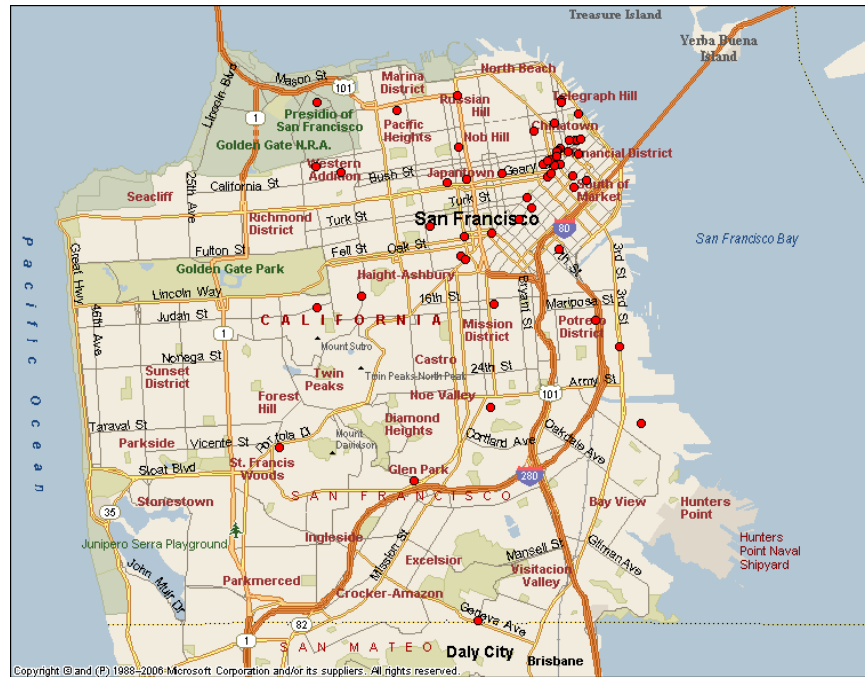 Treasure Island
Yerba Buena
Island
North Beach
Marina
District
Mason St
101
Lincoln Blvd
Telegraph Hill
Russian
Hill
Presidio of
San Francisco
Pacific
Heights
Chinatown
1
Nob Hill
Golden Gate N.R.A.
Financial District
Western
Addition
Bush St
Japantown
Geary
California St
25th Ave
South of
Market
Seacliff
Turk St
Richmond
District
Turk St
San Francisco
80
San Francisco Bay
Pacific Ocean
Great Hwy
Fulton St
Fell St
Oak St
7th St
3rd St
Golden Gate Park
Haight-Ashbury
Lincoln Way
16th St
Bryant St
Mariposa St
3rd St
46th Ave
Judah St
CALIFORNIA
Mission
District
Potrero
District
1
Mount Sutro
Noriega St
Castro
Sunset
District
Twin
Peaks
Twin Peaks-North Peak
24th St
Army St
Forest
Hill
Noe Valley
101
Taraval St
Diamond
Heights
Parkside
Vicente St
Portola Dr
Mount
Davidson
Cortland Ave
Oakdale Ave
Sloat Blvd
St. Francis
Woods
Glen Park
280
Stonestown
SAN FRANCISCO
Bay View
Hunters
Point
35
Junipero Serra Playground
Ingleside
Mission St
Mansell St
Gilman Ave
Hunters
Point Naval
Shipyard
John Muir Dr
Excelsior
Visitacion
Valley
Parkmerced
Crocker-Amazon
Geneva Ave
82
1
SAN MATEO
Daly City
Brisbane
Copyright © and (P) 1988–2006 Microsoft Corporation and/or its suppliers. All rights reserved.